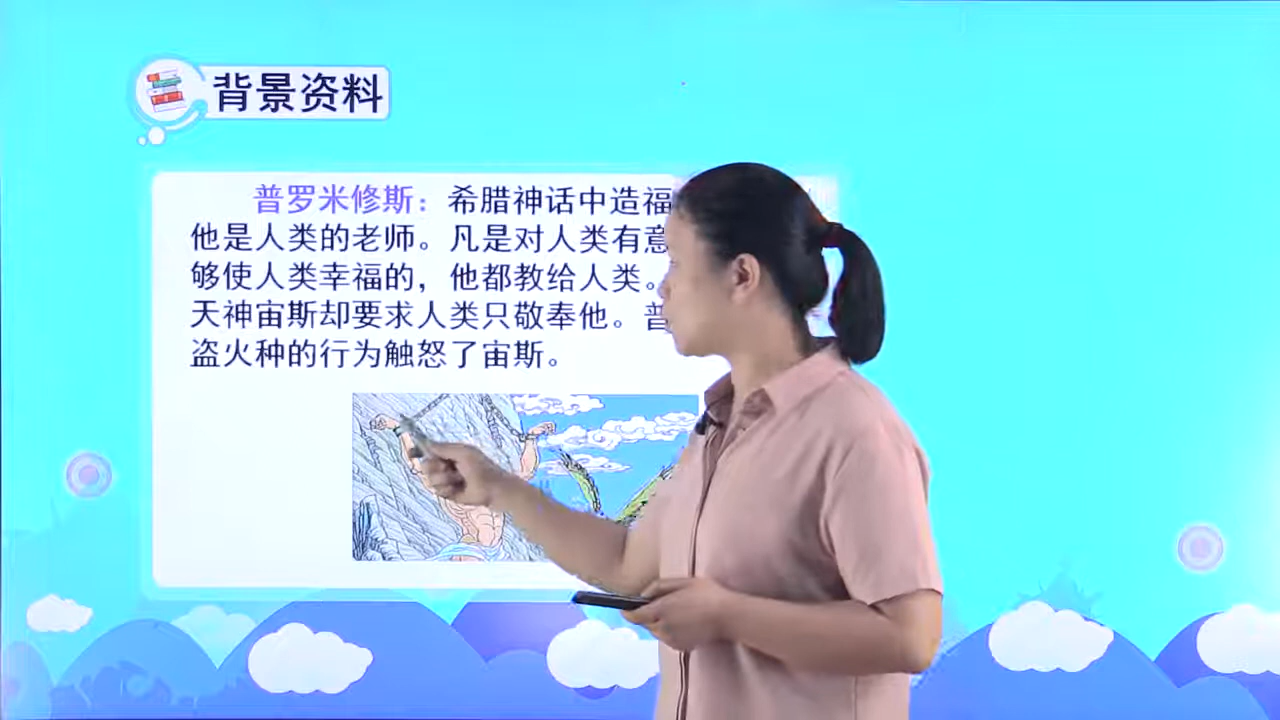 背景资料
普罗米修斯：希腊神话中造福
他是人类的老师。凡是对人类有意
够使人类幸福的，他都教给人类。
天神宙斯却要求人类只敬奉他。普
盗火种的行为触怒了宙斯。